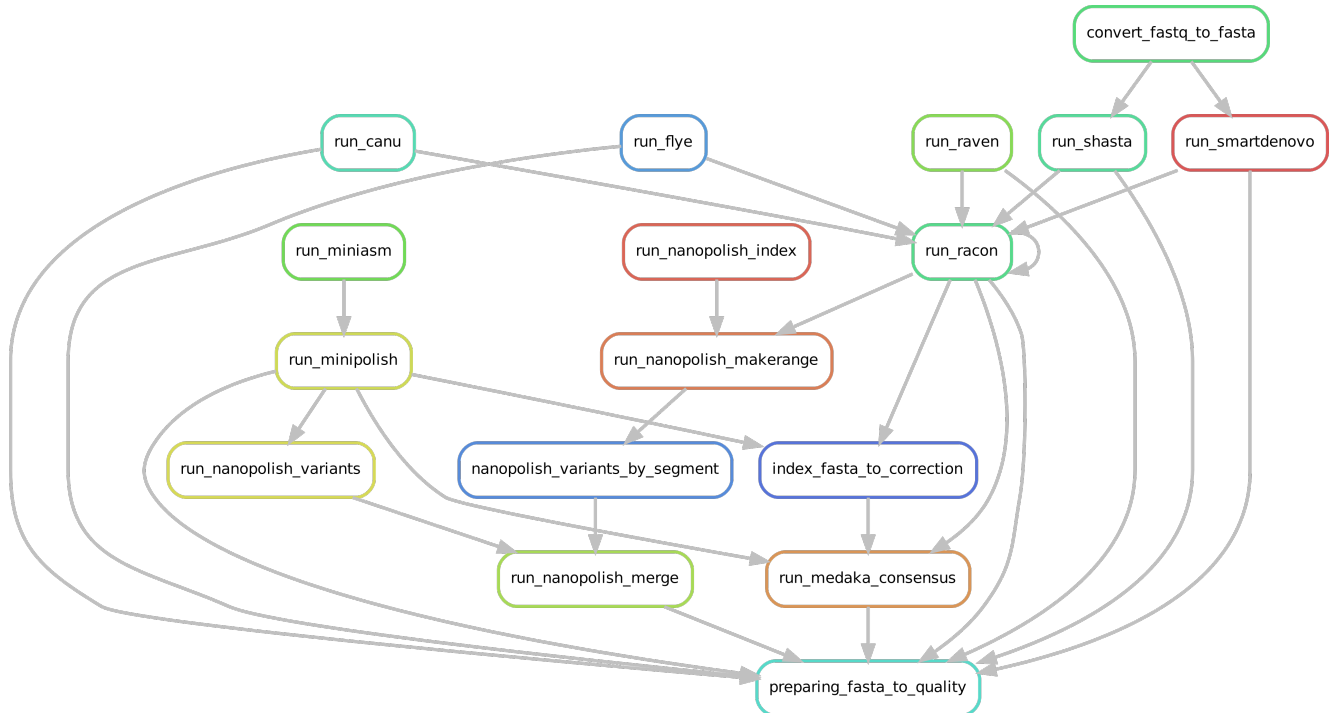 convert_fastq_to_fasta
run_canu
run_flye
run_raven
run_shasta
run_smartdenovo
run_miniasm
run_nanopolish_index
run_racon
run_minipolish
run_nanopolish_makerange
run_nanopolish_variants
nanopolish_variants_by_segment
index_fasta_to_correction
run_nanopolish_merge
run_medaka_consensus
preparing_fasta_to_quality